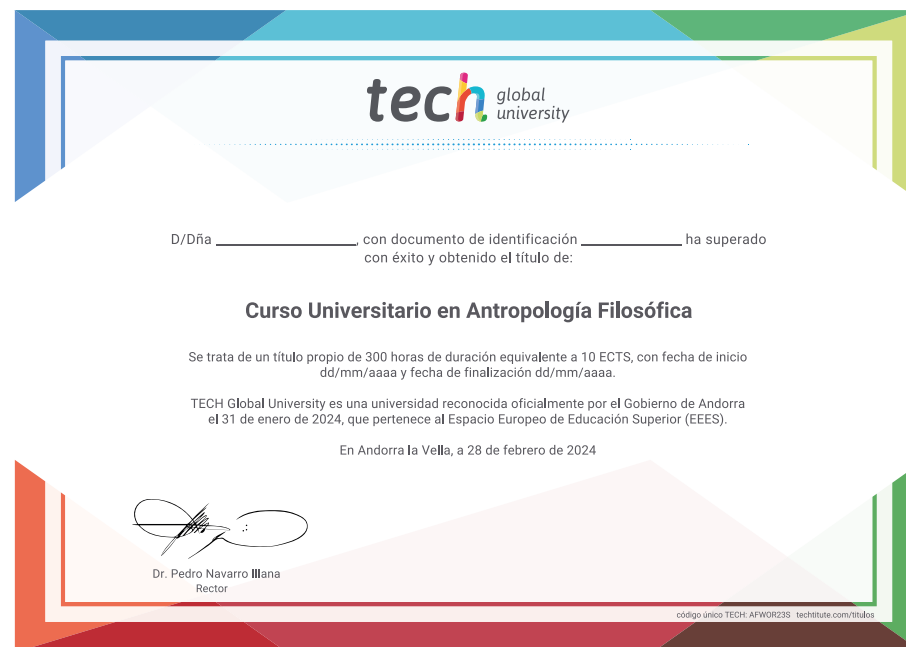 tech global university
D/Dña ____________________, con documento de identificación ______________ ha superado
con éxito y obtenido el título de:
Curso Universitario en Antropología Filosófica
Se trata de un título propio de 300 horas de duración equivalente a 10 ECTS, con fecha de inicio
dd/mm/aaaa y fecha de finalización dd/mm/aaaa.
TECH Global University es una universidad reconocida oficialmente por el Gobierno de Andorra
el 31 de enero de 2024, que pertenece al Espacio Europeo de Educación Superior (EEES).
En Andorra la Vella, a 28 de febrero de 2024
Dr. Pedro Navarro Illana
Rector
código único TECH: AFWOR23S techtitute.com/titulos